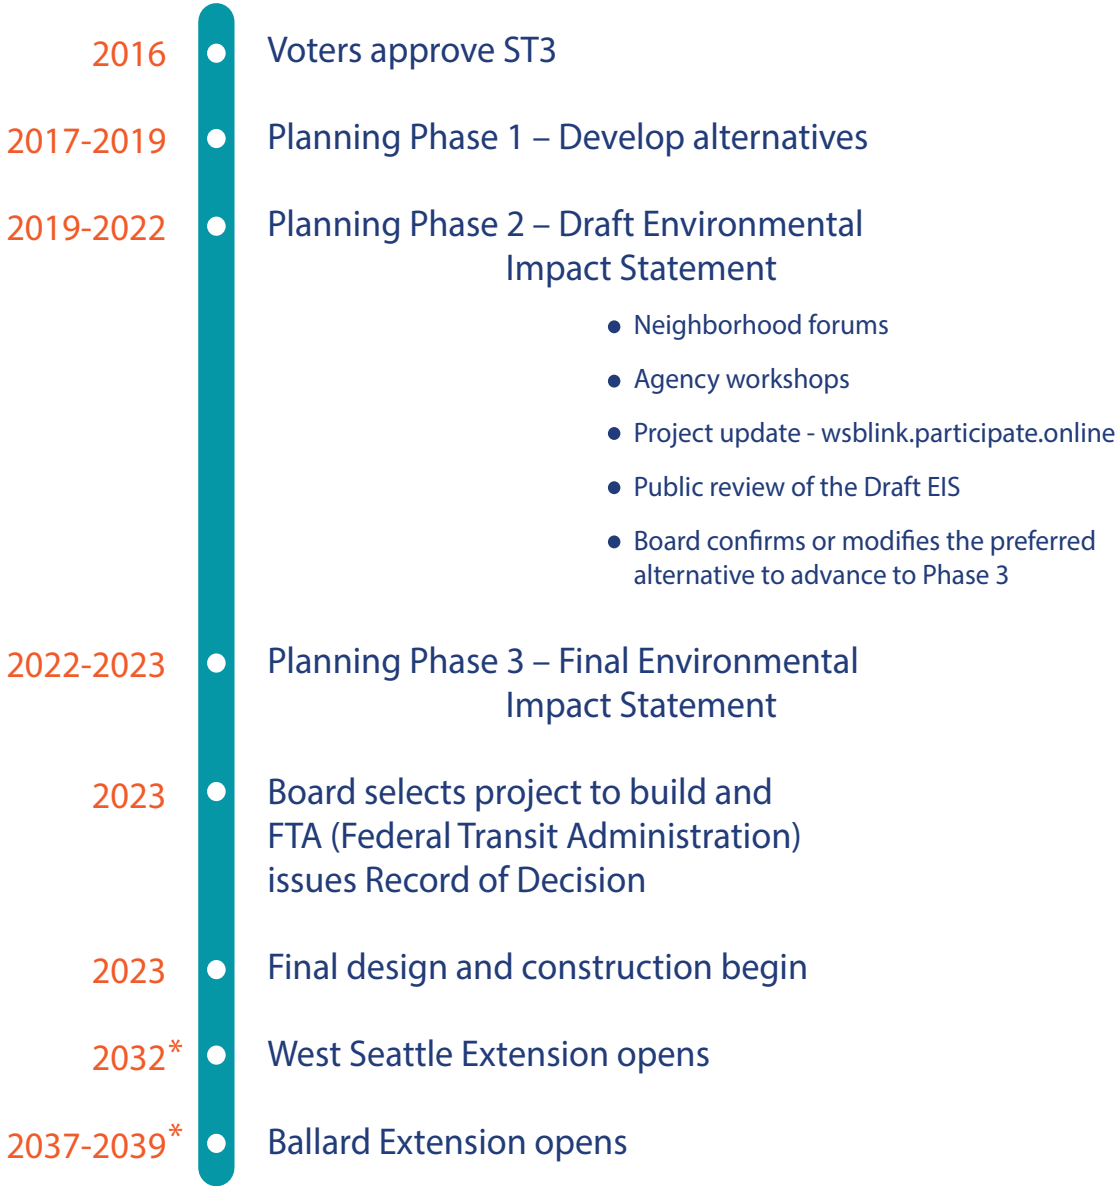 2016 Voters approve ST3
2017-2019 Planning Phase 1 – Develop alternatives
2019-2022 Planning Phase 2 – Draft Environmental
Impact Statement
• Neighborhood forums
• Agency workshops
• Project update - wsblink.participate.online
• Public review of the Draft EIS
• Board confirms or modifies the preferred
alternative to advance to Phase 3
2022-2023 Planning Phase 3 – Final Environmental
Impact Statement
2023 Board selects project to build and
FTA (Federal Transit Administration)
issues Record of Decision
2023 Final design and construction begin
2032* West Seattle Extension opens
2037-2039* Ballard Extension opens